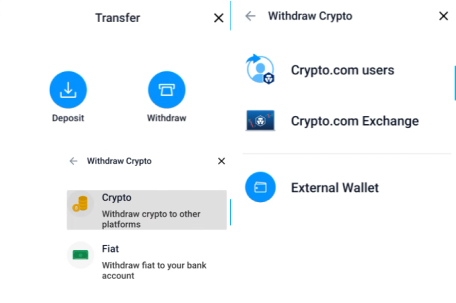 Transfer
Deposit
Withdraw
Withdraw Crypto
Crypto
Withdraw crypto to other
platforms
Fiat
Withdraw fiat to your bank
account
Withdraw Crypto
Crypto.com users
Crypto.com Exchange
External Wallet